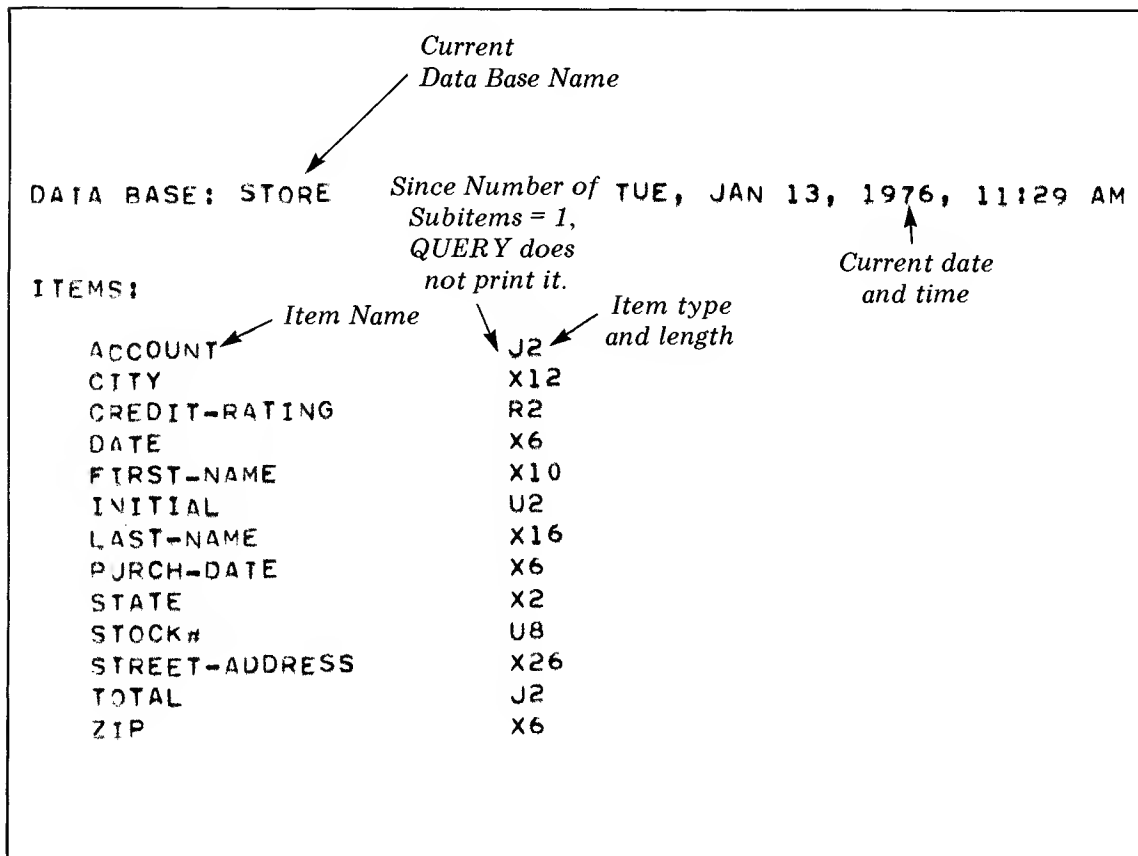 Current
Data Base Name
DATA BASE: STORE
Since Number of
Subitems = 1,
QUERY does
not print it.
TUE, JAN 13, 1976, 11:29 AM
Current date
and time
ITEMS:
Item Name
Item type
and length
ACCOUNT J2
CITY X12
CREDIT-RATING R2
DATE X6
FIRST-NAME X10
INITIAL U2
LAST-NAME X16
PURCH-DATE X6
STATE X2
STOCK# U8
STREET-ADDRESS X26
TOTAL J2
ZIP X6